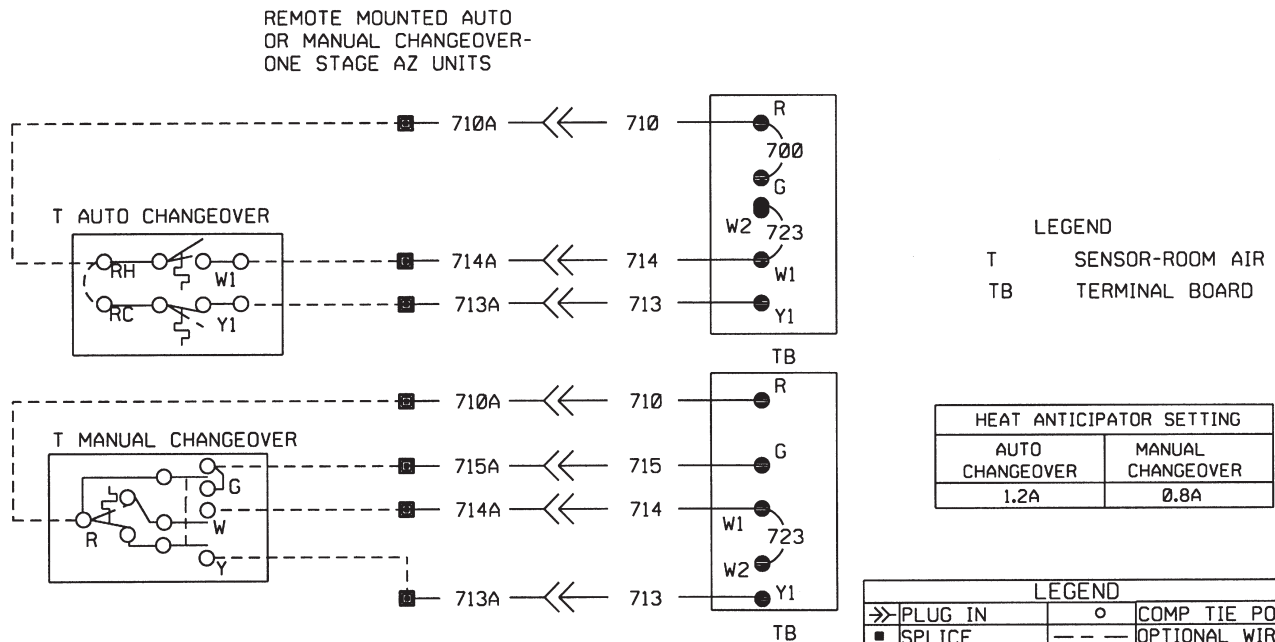 REMOTE MOUNTED AUTO
OR MANUAL CHANGEOVER-
ONE STAGE AZ UNITS
710A 710
R
700
G
T AUTO CHANGEOVER
W2 723
RH W1
714A 714
W1
RC Y1
713A 713
Y1
TB
LEGEND
T SENSOR-ROOM AIR
TB TERMINAL BOARD
710A 710
R
T MANUAL CHANGEOVER
G
715A 715
G
W
714A 714
W1
723
R
W2
Y
713A 713
Y1
TB
HEAT ANTICIPATOR SETTING
AUTO CHANGEOVER
MANUAL CHANGEOVER
1.2A 0.8A
LEGEND
PLUG IN COMP TIE PO
SPLICE OPTIONAL WIR